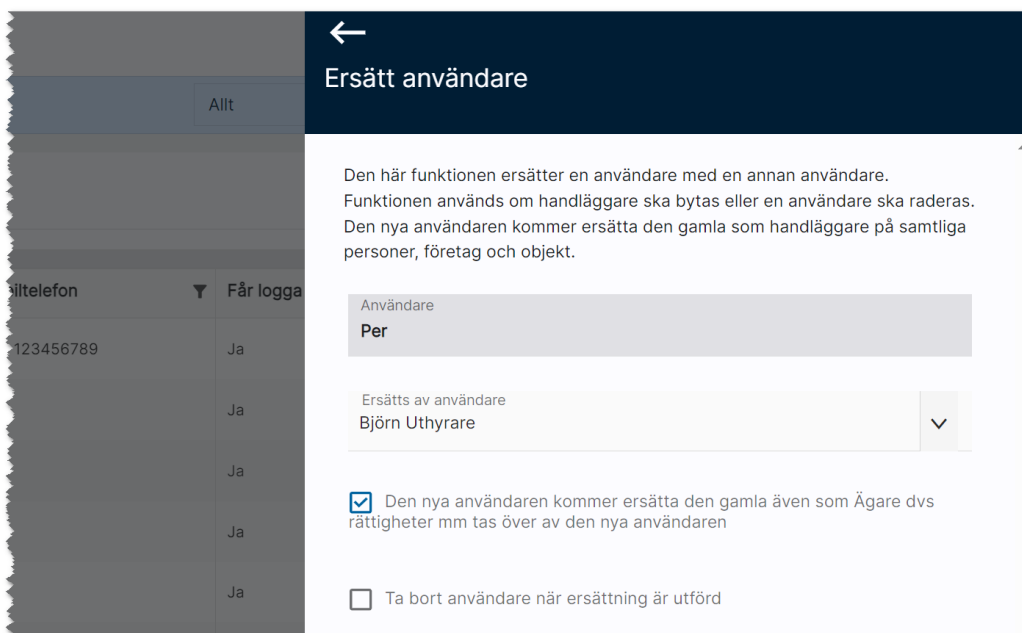 Ersätt användare
Allt
Den här funktionen ersätter en användare med en annan användare.
Funktionen används om handläggare ska bytas eller en användare ska raderas.
Den nya användaren kommer ersätta den gamla som handläggare på samtliga
personer, företag och objekt.
iltelefon
Får logga
Användare
Per
123456789
Ja
Ersätts av användare
Björn Uthyrare
Ja
Ja
Den nya användaren kommer ersätta den gamla även som Ägare dvs
rättigheter mm tas över av den nya användaren
Ja
Ja
Ta bort användare när ersättning är utförd